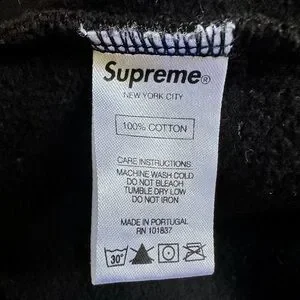 Supreme®
NEW YORK CITY
100% COTTON
CARE INSTRUCTIONS
MACHINE WASH COLD
DO NOT BLEACH
TUMBLE DRY LOW
DO NOT IRON
MADE IN PORTUGAL
RN 101837
30°